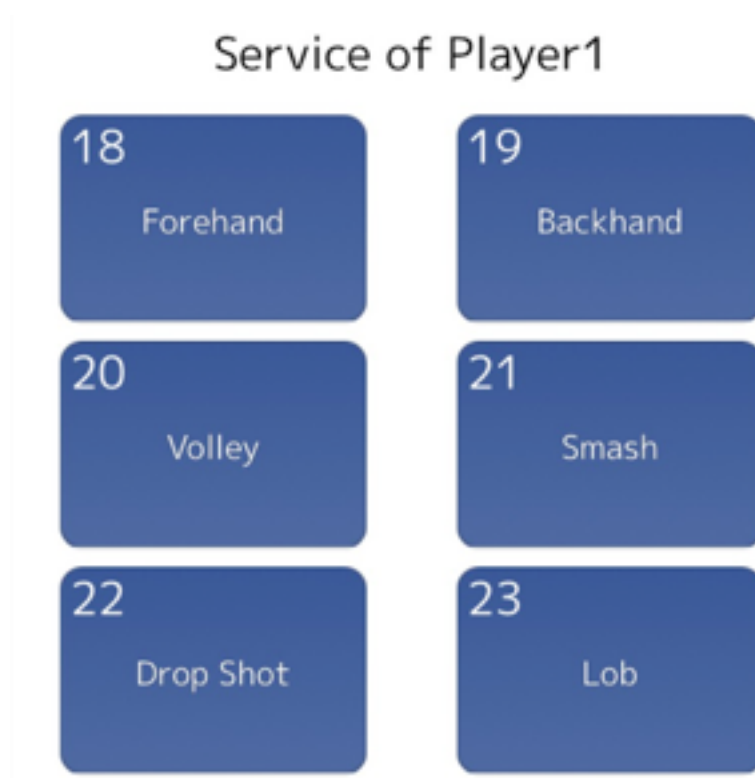 Service of Player1
18
Forehand
19
Backhand
20
Volley
21
Smash
22
Drop Shot
23
Lob